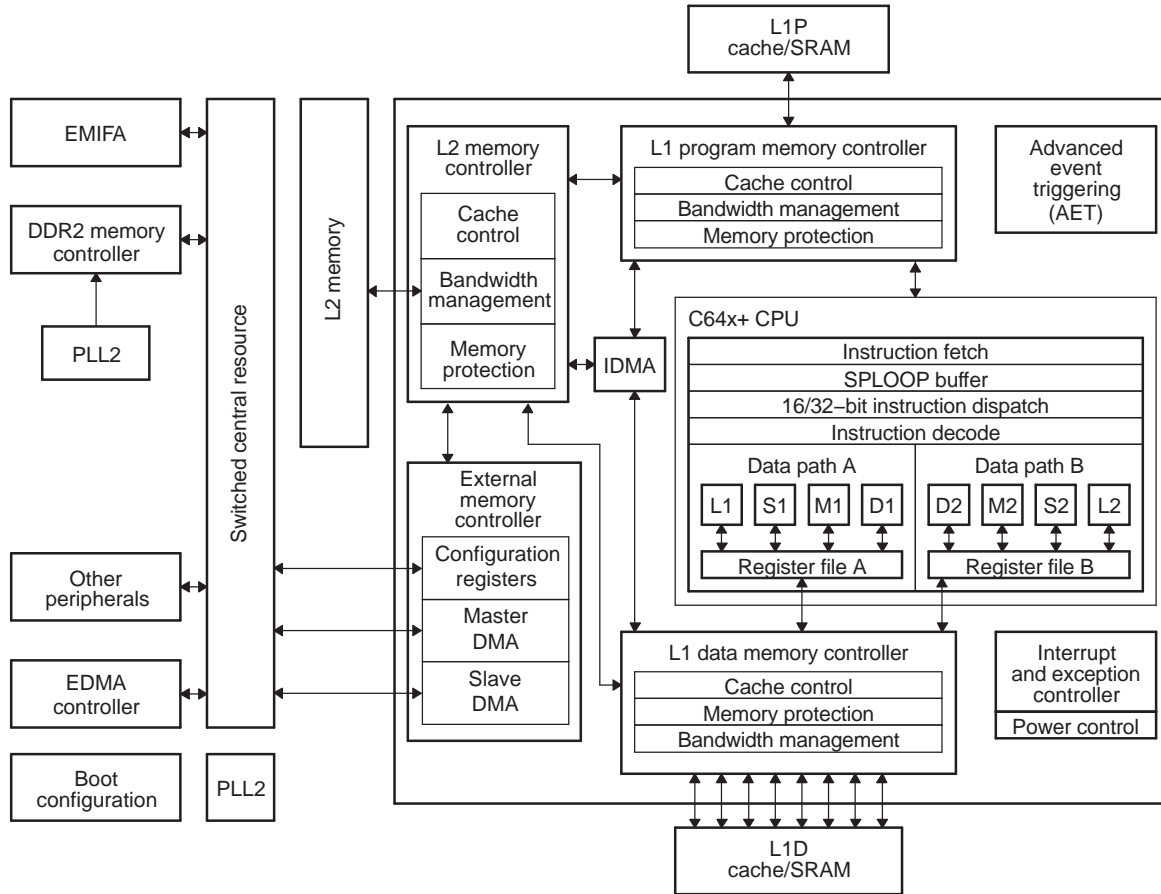 L1P
cache/SRAM
EMIFA
DDR2 memory
controller
PLL2
Other
peripherals
EDMA
controller
Boot
configuration
Switched central resource
PLL2
L2 memory
L2 memory
controller
Cache
control
Bandwidth
management
Memory
protection
External
memory
controller
Configuration
registers
Master
DMA
Slave
DMA
L1 program memory controller
Cache control
Bandwidth management
Memory protection
IDMA
Advanced
event
triggering
(AET)
C64x+ CPU
Instruction fetch
SPLOOP buffer
16/32–bit instruction dispatch
Instruction decode
Data path A
L1 S1 M1 D1
Register file A
Data path B
D2 M2 S2 L2
Register file B
L1 data memory controller
Cache control
Memory protection
Bandwidth management
Interrupt
and exception
controller
Power control
L1D
cache/SRAM